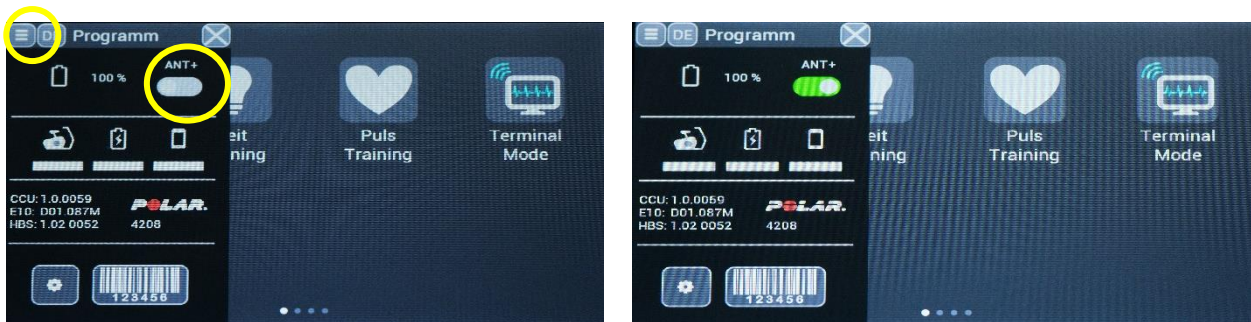 DE Programm
100 %
ANT+
eit
ning
Puls
Training
Terminal
Mode
CCU: 1.0.0059
E10: D01.087M
HBS: 1.02 0052
POLAR.
4208
123456
DE Programm
100 %
ANT+
eit
ning
Puls
Training
Terminal
Mode
CCU: 1.0.0059
E10: D01.087M
HBS: 1.02 0052
POLAR.
4208
123456